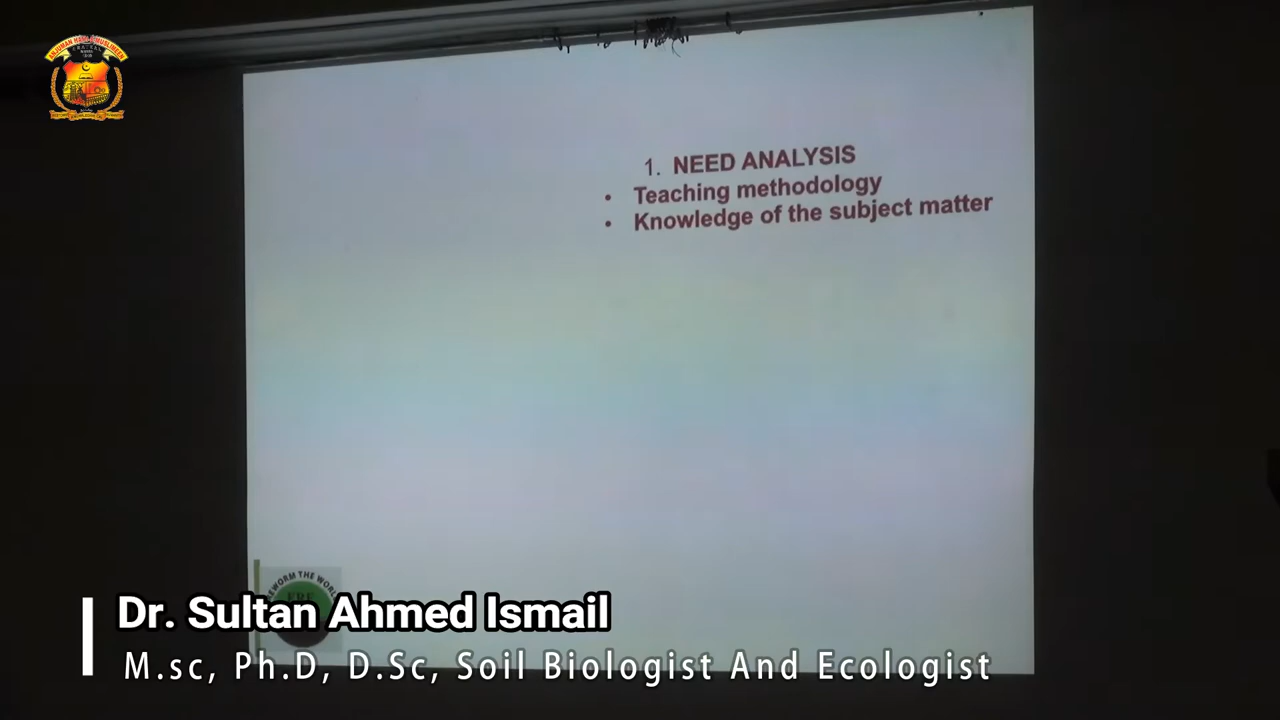 1. NEED ANALYSIS
• Teaching methodology
• Knowledge of the subject matter
Dr. Sultan Ahmed Ismail
M.sc, Ph.D, D.Sc, Soil Biologist And Ecologist